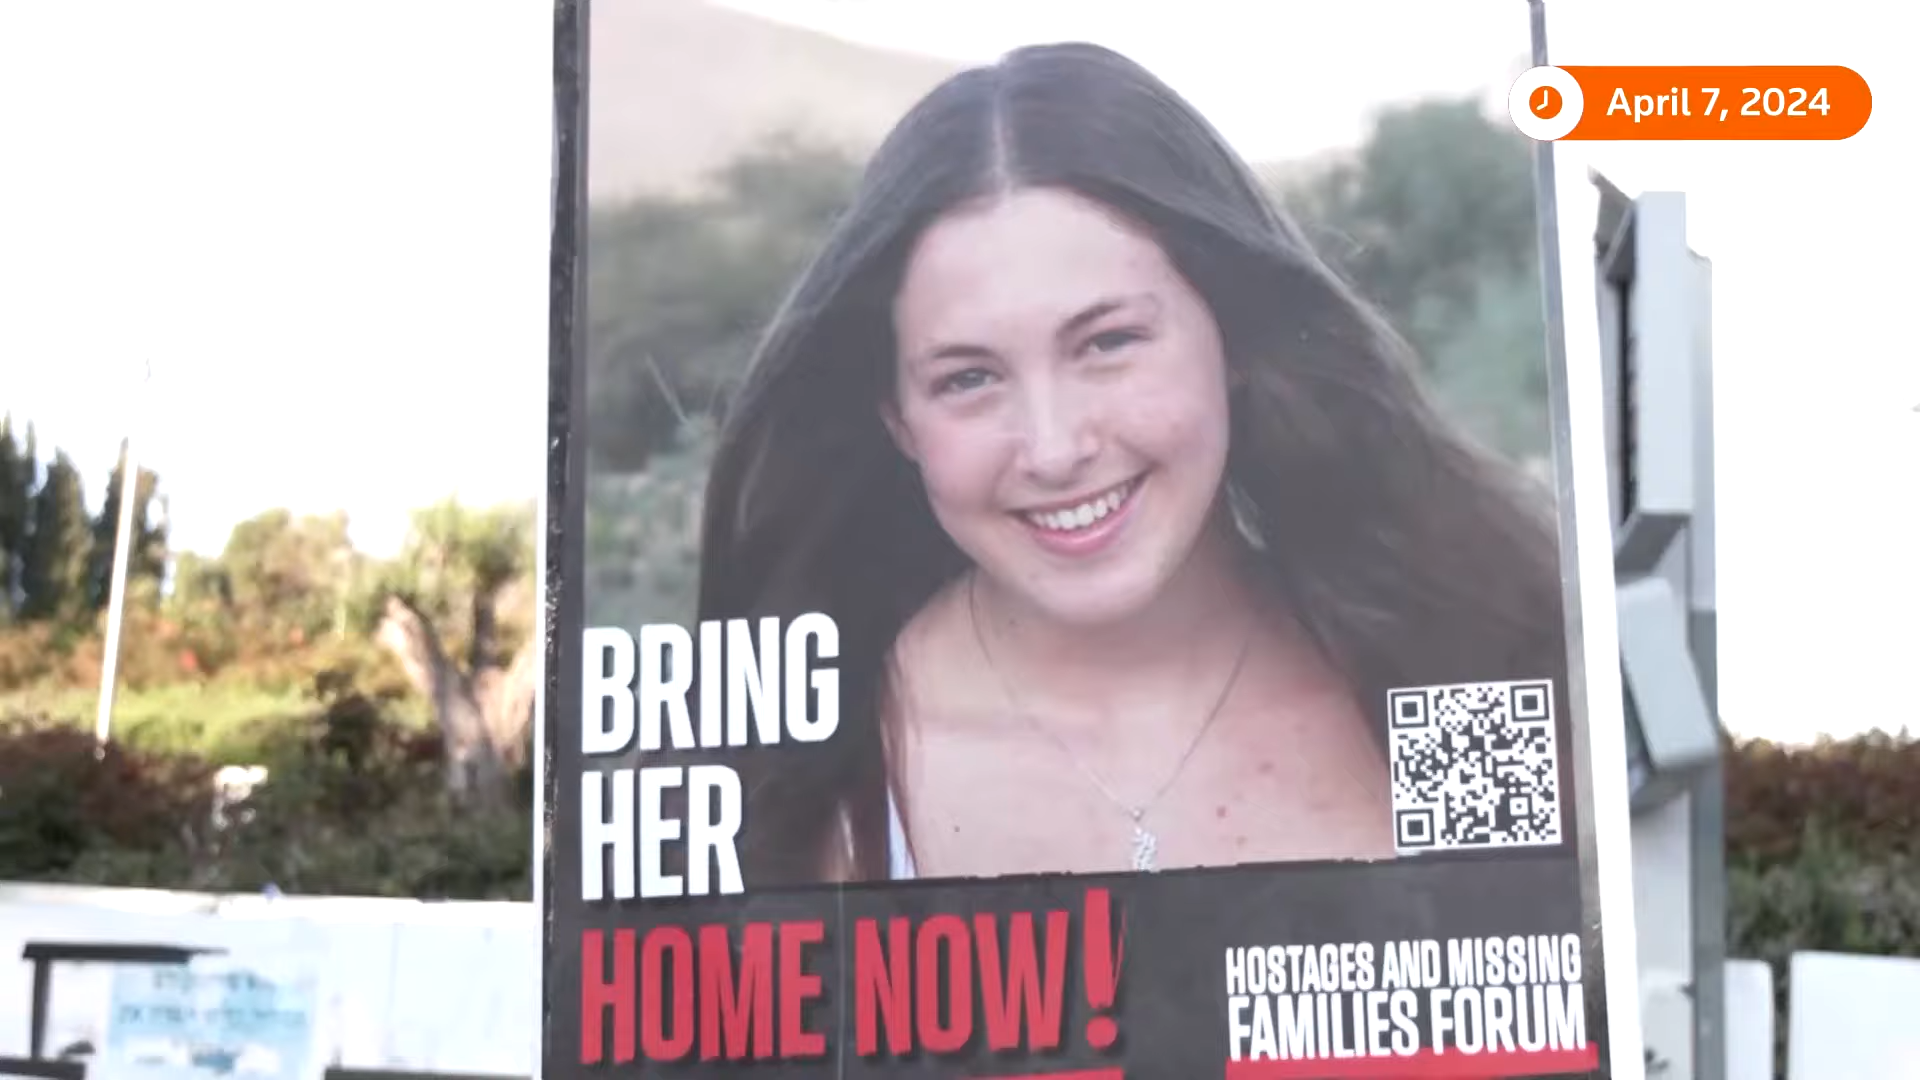 April 7, 2024
BRING
HER
HOME NOW!
HOSTAGES AND MISSING
FAMILIES FORUM